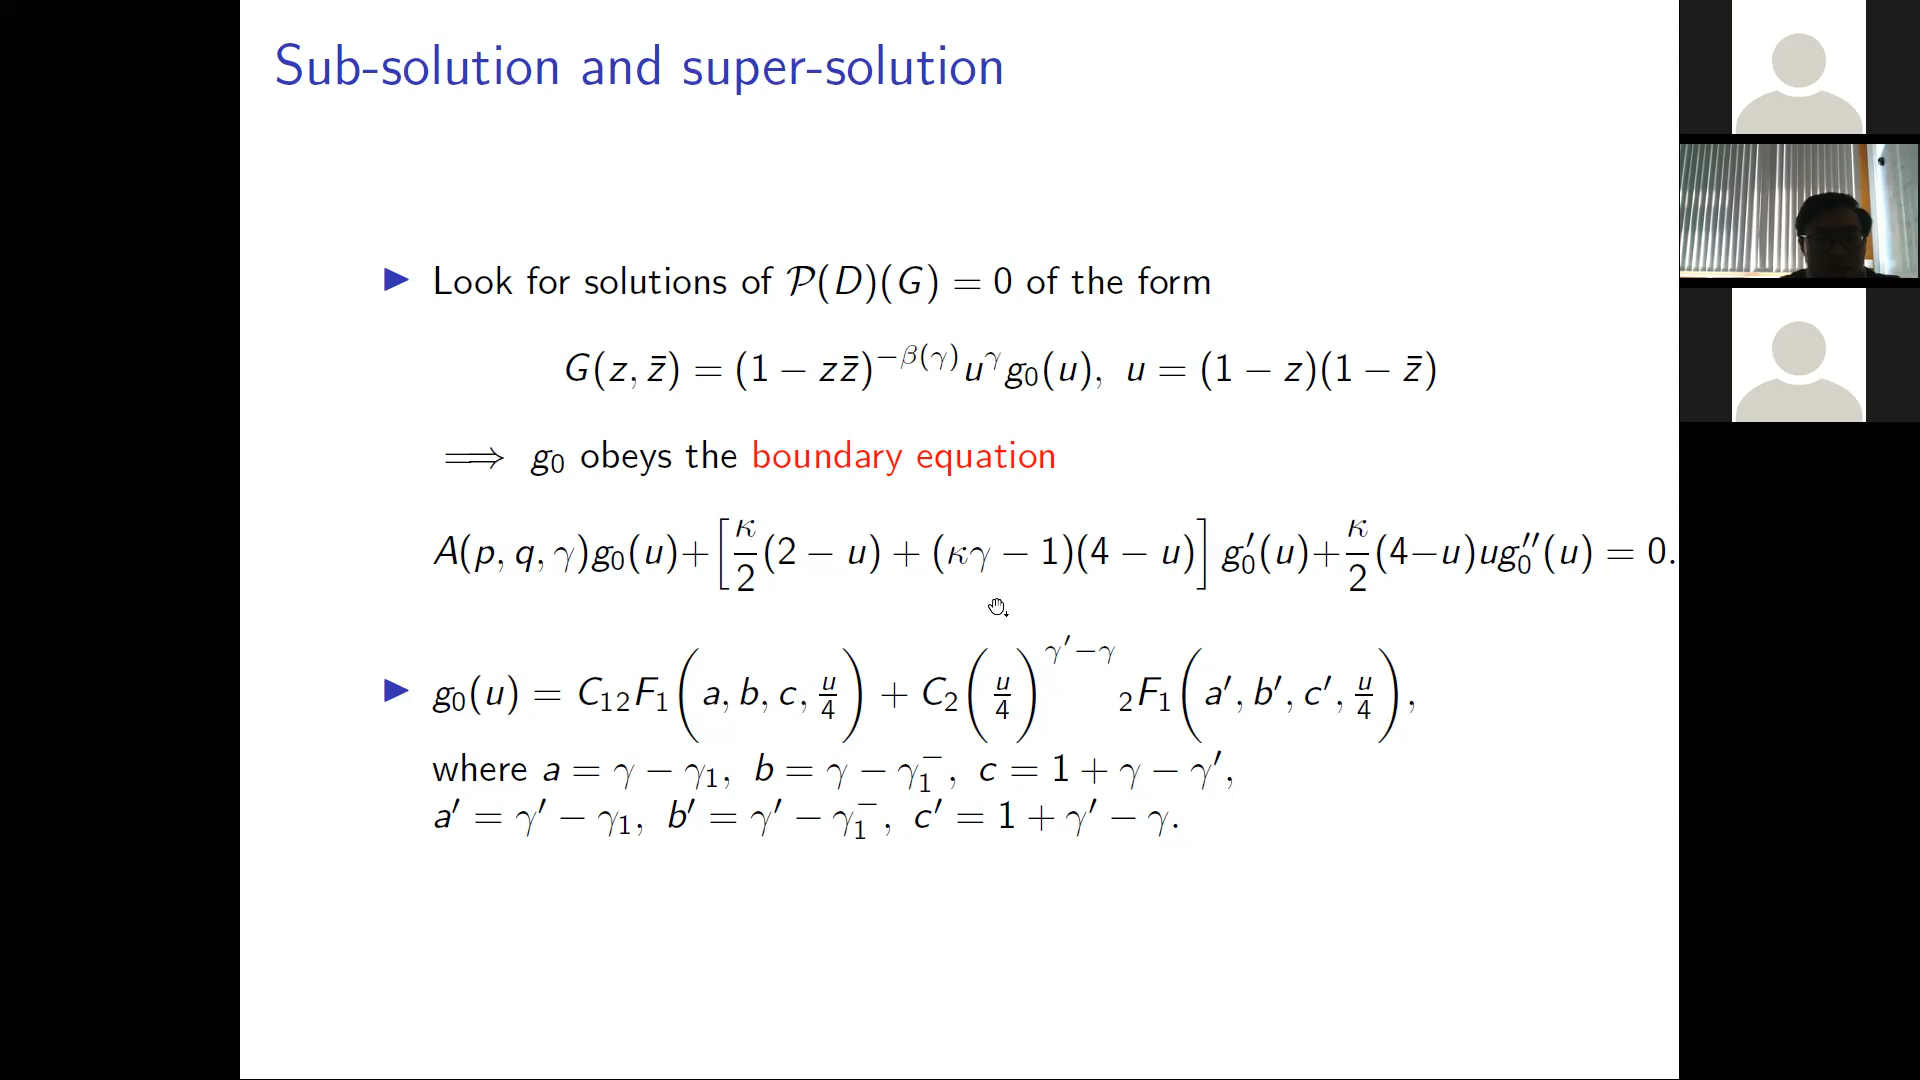 Sub-solution and super-solution
▶ Look for solutions of 𝒫(D)(G) = 0 of the form
G(z, z̄) = (1 − zz̄)^{−β(γ)} u^γ g₀(u), u = (1 − z)(1 − z̄)
⟹ g₀ obeys the boundary equation
A(p, q, γ)g₀(u)+[κ/2(2 − u) + (κγ − 1)(4 − u)] g₀′(u)+κ/2(4−u)ug₀′′(u) = 0.
▶ g₀(u) = C₁ ₂F₁(a, b, c, u/4) + C₂(u/4)^{γ′−γ} ₂F₁(a′, b′, c′, u/4),
where a = γ − γ₁, b = γ − γ₁⁻, c = 1 + γ − γ′,
a′ = γ′ − γ₁, b′ = γ′ − γ₁⁻, c′ = 1 + γ′ − γ.